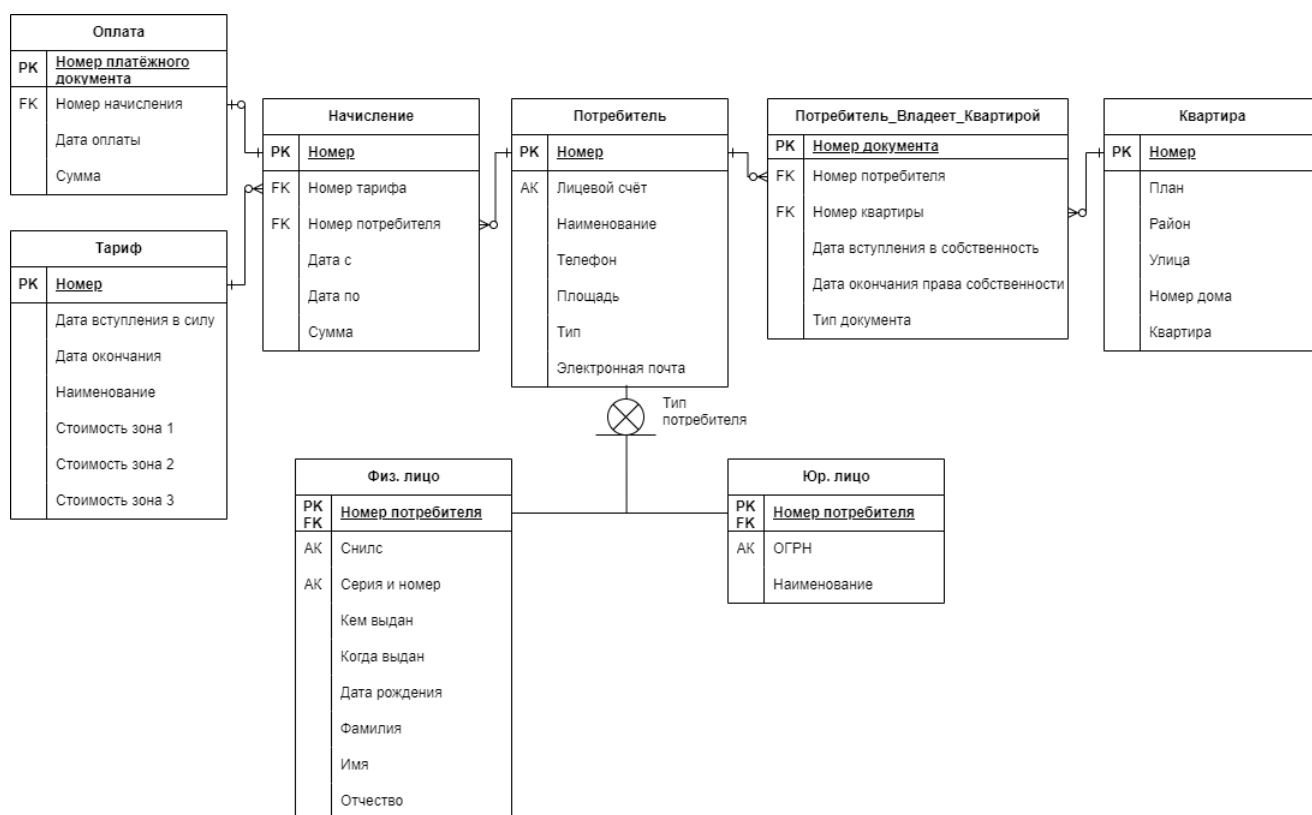 Оплата
PK Номер платёжного
документа
FK Номер начисления
Дата оплаты
Сумма
Тариф
PK Номер
Дата вступления в силу
Дата окончания
Наименование
Стоимость зона 1
Стоимость зона 2
Стоимость зона 3
Начисление
PK Номер
FK Номер тарифа
FK Номер потребителя
Дата с
Дата по
Сумма
Потребитель
PK Номер
АК Лицевой счёт
Наименование
Телефон
Площадь
Тип
Электронная почта
Потребитель_Владеет_Квартирой
PK Номер документа
FK Номер потребителя
FK Номер квартиры
Дата вступления в собственность
Дата окончания права собственности
Тип документа
Квартира
PK Номер
План
Район
Улица
Номер дома
Квартира
Тип
потребителя
Физ. лицо
PK
FK Номер потребителя
АК Снилс
АК Серия и номер
Кем выдан
Когда выдан
Дата рождения
Фамилия
Имя
Отчество
Юр. лицо
PK
FK Номер потребителя
АК ОГРН
Наименование